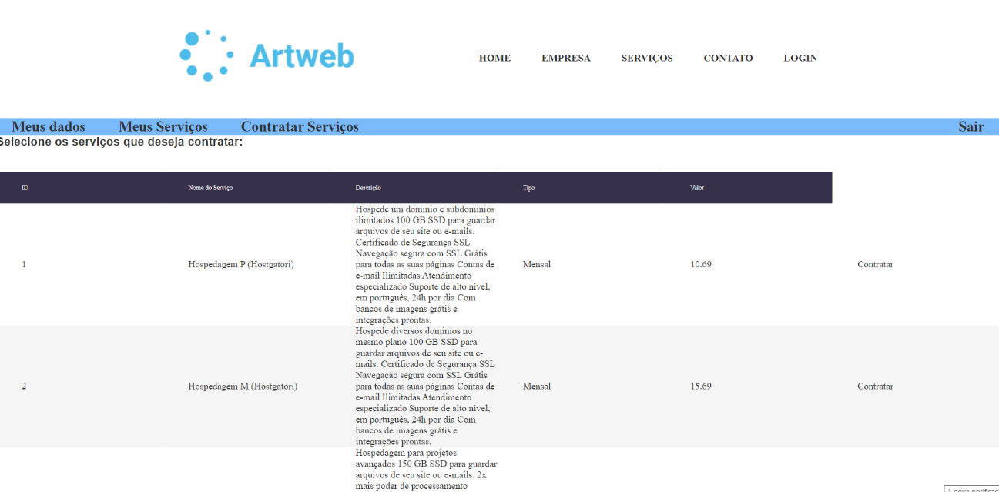 Artweb
HOME EMPRESA SERVIÇOS CONTATO LOGIN
Meus dados Meus Serviços Contratar Serviços Sair
Selecione os serviços que deseja contratar:
ID Nome do Serviço Descrição Tipo Valor
Hospede um dominio e subdominios
ilimitados 100 GB SSD para guardar
arquivos de seu site ou e-mails.
Certificado de Segurança SSL
Navegação segura com SSL Grátis
1 Hospedagem P (Hostgatori) para todas as suas páginas Contas de Mensal 10.69 Contratar
e-mail Ilimitadas Atendimento
especializado Suporte de alto nivel,
em português, 24h por dia Com
bancos de imagens grátis e
integrações prontas.
Hospede diversos dominios no
mesmo plano 100 GB SSD para
guardar arquivos de seu site ou e-
mails. Certificado de Segurança SSL
Navegação segura com SSL Grátis
2 Hospedagem M (Hostgatori) para todas as suas páginas Contas de Mensal 15.69 Contratar
e-mail Ilimitadas Atendimento
especializado Suporte de alto nivel,
em português, 24h por dia Com
bancos de imagens grátis e
integrações prontas.
Hospedagem para projetos
avançados 150 GB SSD para guardar
arquivos de seu site ou e-mails. 2x
mais poder de processamento
1 nova